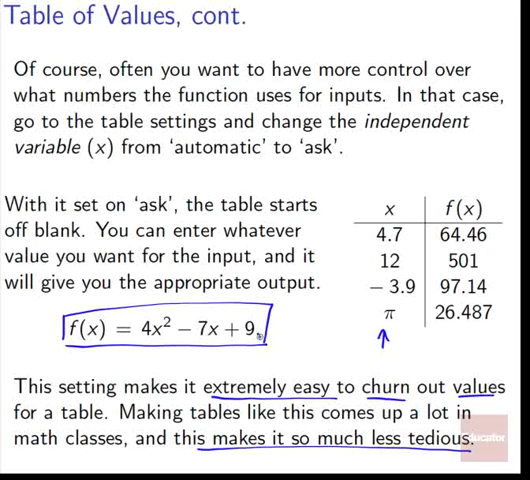 Table of Values, cont.
Of course, often you want to have more control over
what numbers the function uses for inputs. In that case,
go to the table settings and change the independent
variable (x) from ‘automatic’ to ‘ask’.
With it set on ‘ask’, the table starts
off blank. You can enter whatever
value you want for the input, and it
will give you the appropriate output.
f(x) = 4x² − 7x + 9.
x f(x)
4.7 64.46
12 501
− 3.9 97.14
π 26.487
This setting makes it extremely easy to churn out values
for a table. Making tables like this comes up a lot in
math classes, and this makes it so much less tedious.
Educator